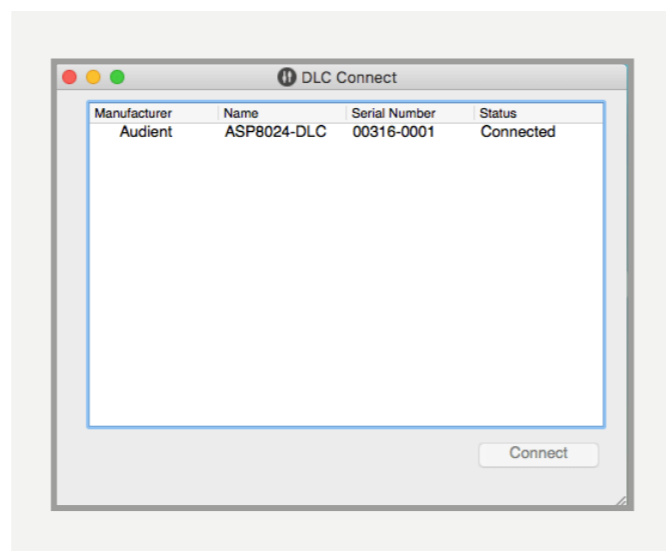 DLC Connect
Manufacturer Name Serial Number Status
Audient ASP8024-DLC 00316-0001 Connected
Connect